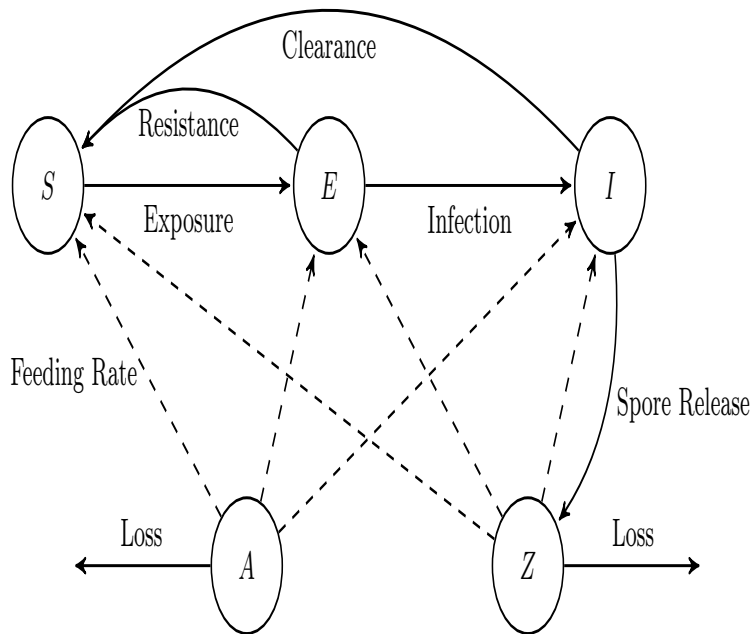 Clearance
Resistance
S
E
I
Exposure
Infection
Feeding Rate
Spore Release
Loss
A
Z
Loss